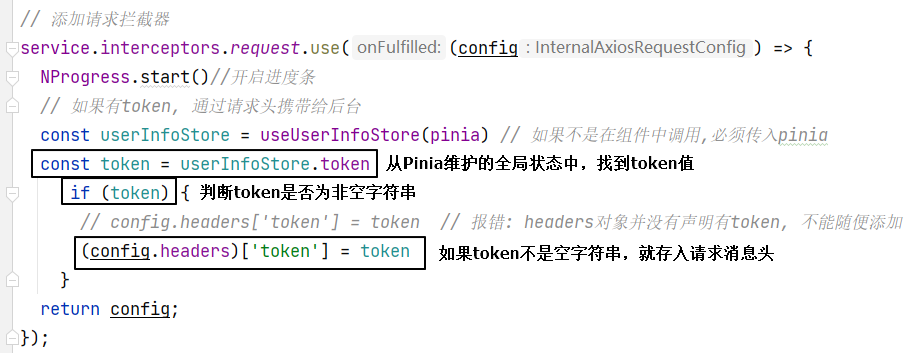 // 添加请求拦截器
service.interceptors.request.use( onFulfilled: (config : InternalAxiosRequestConfig ) => {
NProgress.start()//开启进度条
// 如果有token, 通过请求头携带给后台
const userInfoStore = useUserInfoStore(pinia) // 如果不是在组件中调用,必须传入pinia
const token = userInfoStore.token 从Pinia维护的全局状态中，找到token值
if (token) { 判断token是否为非空字符串
// config.headers['token'] = token // 报错: headers对象并没有声明有token, 不能随便添加
(config.headers)['token'] = token 如果token不是空字符串，就存入请求消息头
}
return config;
});